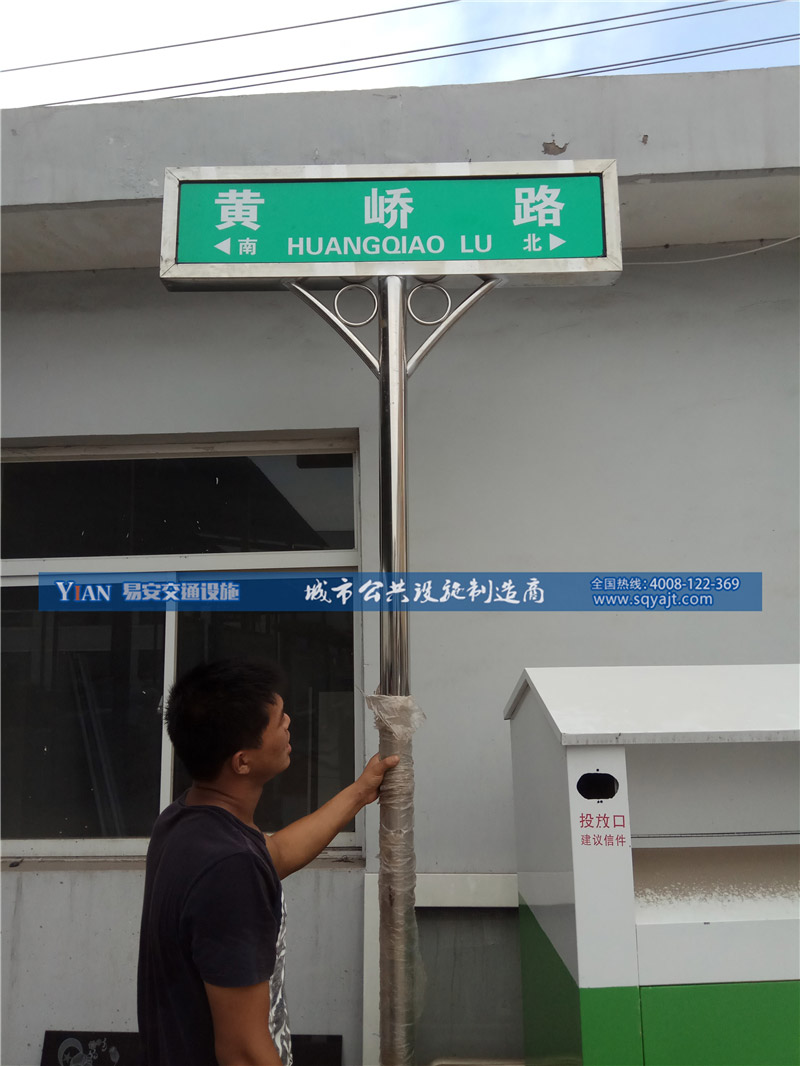 黄峤路
◀南 HUANGQIAO LU 北▶
YIAN 易安交通设施 城市公共设施制造商 全国热线：4008-122-369
www.sqyajt.com
投放口
建议信件